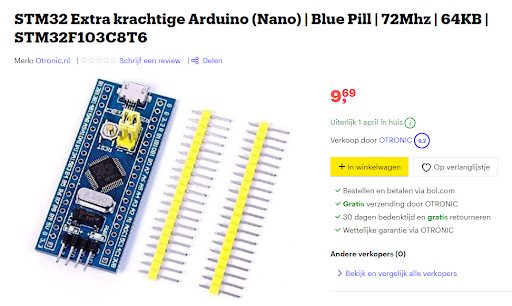 STM32 Extra krachtige Arduino (Nano) | Blue Pill | 72Mhz | 64KB |
STM32F103C8T6
Merk: Otronic.nl | Schrijf een review | Delen
9,69
Uiterlijk 1 april in huis
Verkoop door OTRONIC 9.2
+ In winkelwagen
Op verlanglijstje
Bestellen en betalen via bol.com
Gratis verzending door OTRONIC
30 dagen bedenktijd en gratis retourneren
Wettelijke garantie via OTRONIC
Andere verkopers (0)
> Bekijk en vergelijk alle verkopers
8.000